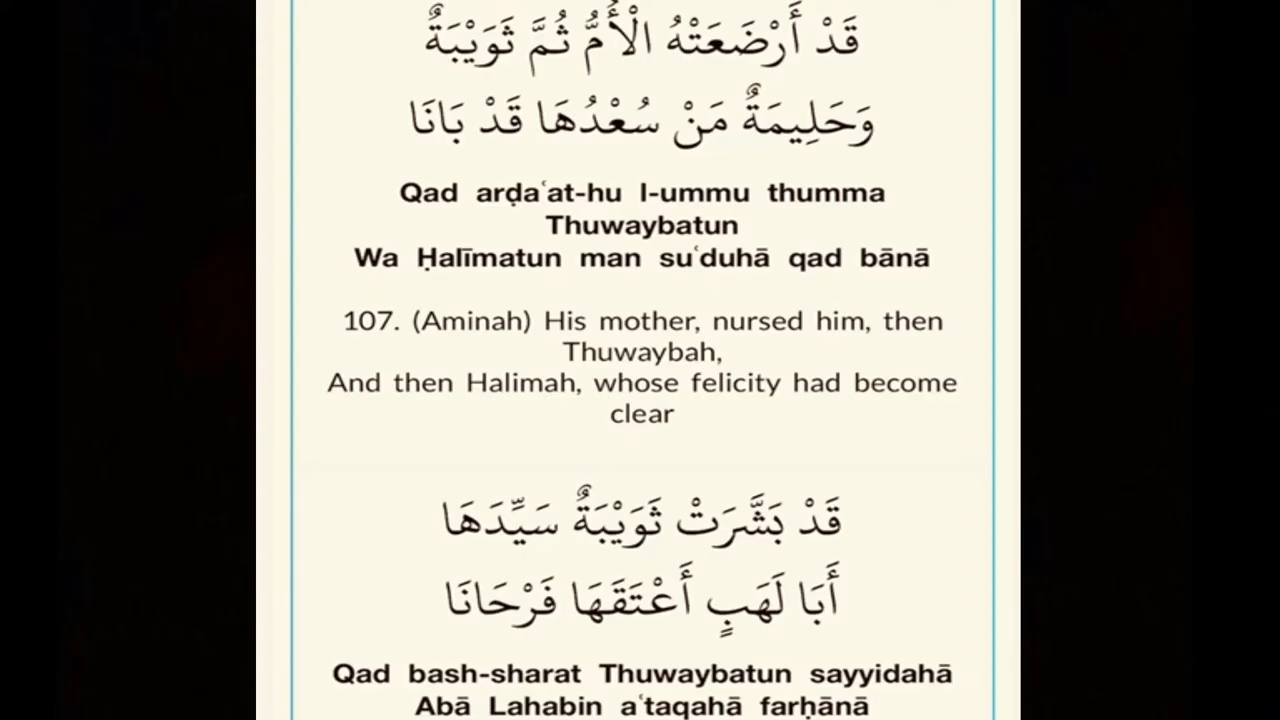 قَدْ أَرْضَعَتْهُ الْأُمُّ ثُمَّ ثَوَيْبَةٌ
وَحَلِيمَةٌ مَنْ سُعْدُهَا قَدْ بَانَا
Qad arḍaʿat-hu l-ummu thumma
Thuwaybatun
Wa Ḥalīmatun man suʿduhā qad bānā
107. (Aminah) His mother, nursed him, then
Thuwaybah,
And then Halimah, whose felicity had become
clear
قَدْ بَشَّرَتْ ثَوَيْبَةٌ سَيِّدَهَا
أَبَا لَهَبٍ أَعْتَقَهَا فَرْحَانَا
Qad bash-sharat Thuwaybatun sayyidahā
Abā Lahabin aʿtaqahā farḥānā